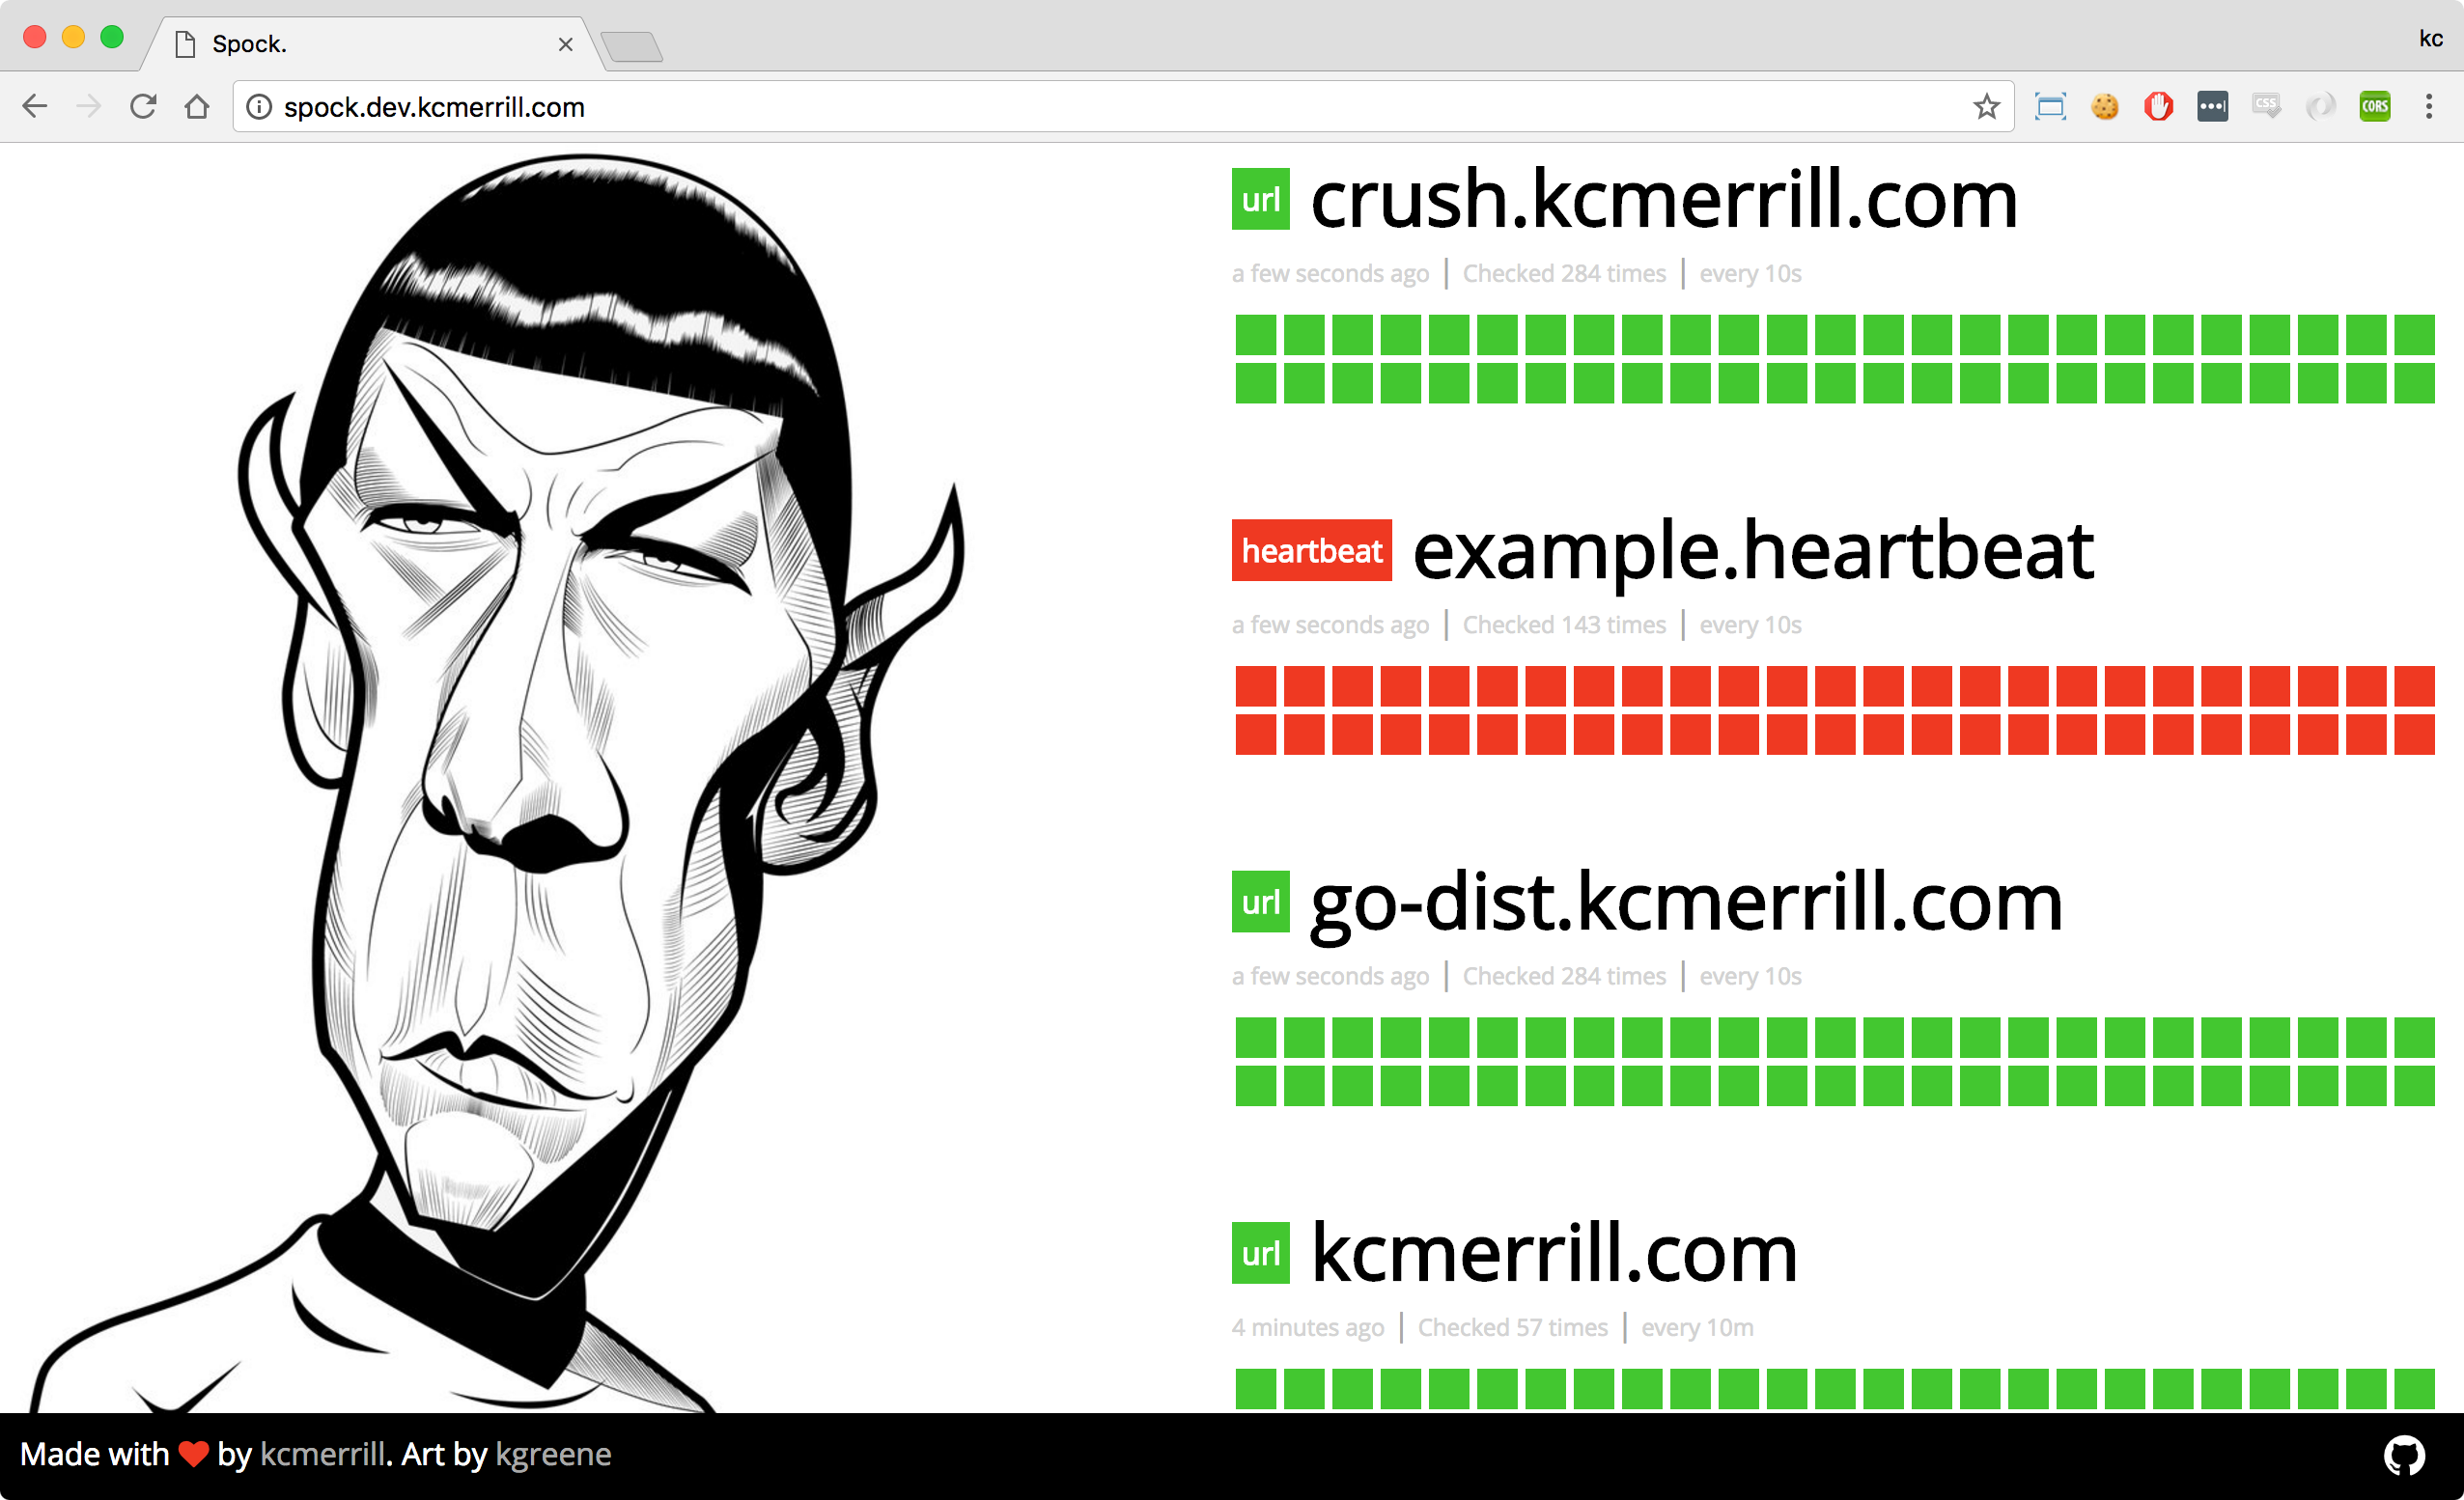 Spock.
kc
spock.dev.kcmerrill.com
CSS
CORS
url crush.kcmerrill.com
a few seconds ago | Checked 284 times | every 10s
heartbeat example.heartbeat
a few seconds ago | Checked 143 times | every 10s
url go-dist.kcmerrill.com
a few seconds ago | Checked 284 times | every 10s
url kcmerrill.com
4 minutes ago | Checked 57 times | every 10m
Made with ❤ by kcmerrill. Art by kgreene